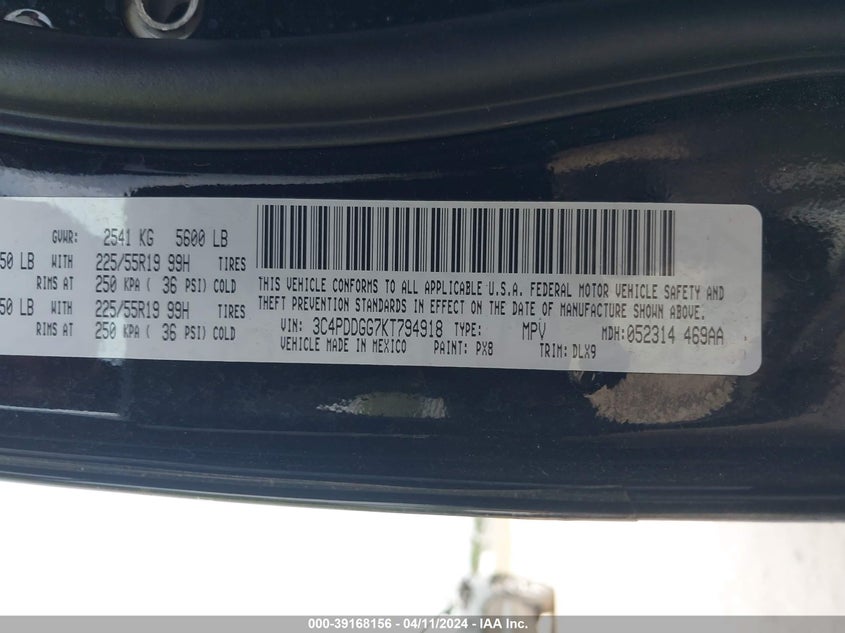 GVWR: 2541 KG 5600 LB
50 LB WITH 225/55R19 99H TIRES
RIMS AT 250 KPA ( 36 PSI) COLD
50 LB WITH 225/55R19 99H TIRES
RIMS AT 250 KPA ( 36 PSI) COLD
THIS VEHICLE CONFORMS TO ALL APPLICABLE U.S.A. FEDERAL MOTOR VEHICLE SAFETY AND
THEFT PREVENTION STANDARDS IN EFFECT ON THE DATE OF MANUFACTURE SHOWN ABOVE.
VIN: 3C4PDDGG7KT794918 TYPE: MPV MDH: 052314 469AA
VEHICLE MADE IN MEXICO PAINT: PX8 TRIM: DLX9
000-39168156 - 04/11/2024 - IAA Inc.